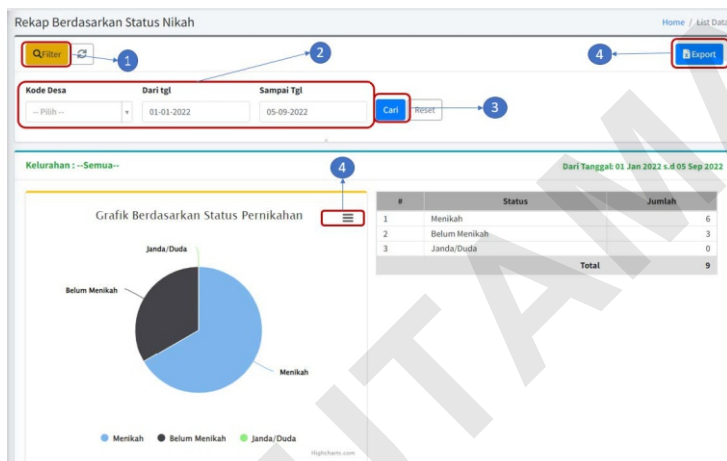 Rekap Berdasarkan Status Nikah
Home / List Data
Filter
1
2
4
Export
Kode Desa
Dari tgl
Sampai Tgl
-- Pilih --
01-01-2022
05-09-2022
Cari
Reset
3
Kelurahan : --Semua--
4
Dari Tanggal: 01 Jan 2022 s.d 05 Sep 2022
Grafik Berdasarkan Status Pernikahan
Janda/Duda
Belum Menikah
Menikah
Menikah Belum Menikah Janda/Duda
Highcharts.com
# Status Jumlah
1 Menikah 6
2 Belum Menikah 3
3 Janda/Duda 0
Total 9